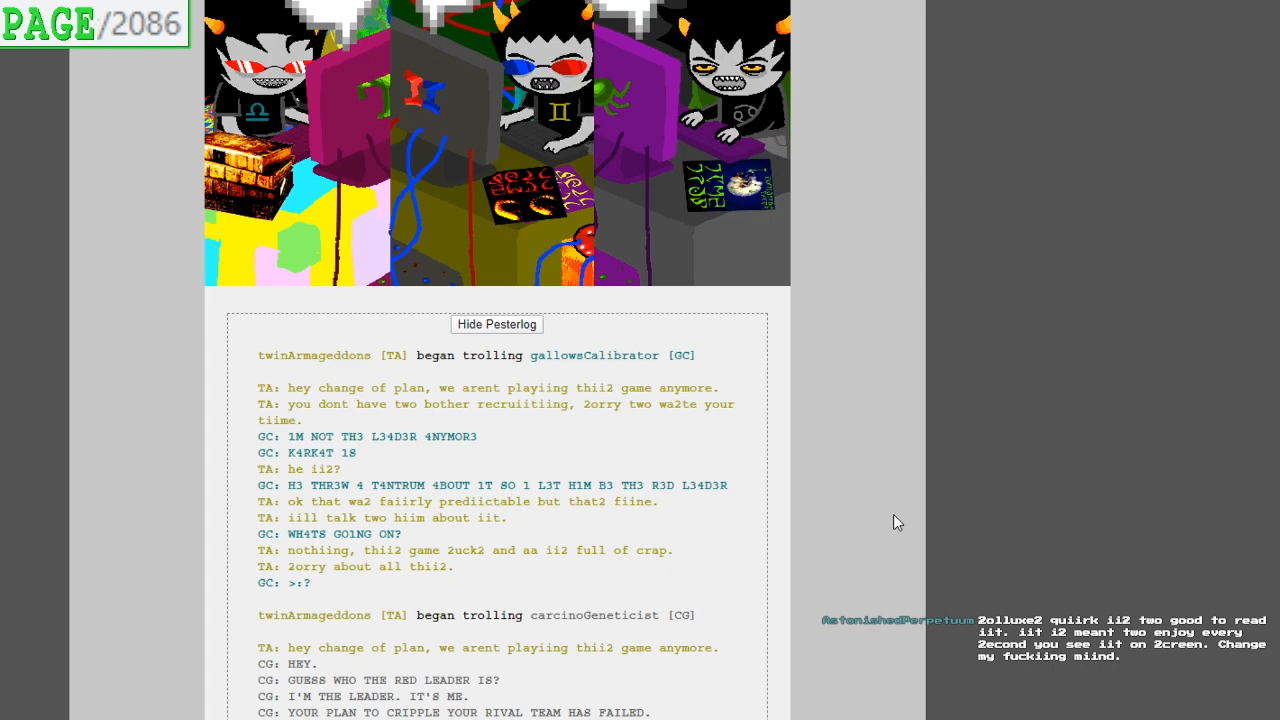 PAGE/2086
Hide Pesterlog
twinArmageddons [TA] began trolling gallowsCalibrator [GC]
TA: hey change of plan, we arent playiing thii2 game anymore.
TA: you dont have two bother recruiitiing, 2orry two wa2te your
tiime.
GC: 1M NOT TH3 L34D3R 4NYMOR3
GC: K4RK4T 1S
TA: he ii2?
GC: H3 THR3W 4 T4NTRUM 4BOUT 1T SO 1 L3T H1M B3 TH3 R3D L34D3R
TA: ok that wa2 faiirly prediictable but that2 fiine.
TA: iill talk two hiim about iit.
GC: WH4TS GO1NG ON?
TA: nothiing, thii2 game 2uck2 and aa ii2 full of crap.
TA: 2orry about all thii2.
GC: >:?
twinArmageddons [TA] began trolling carcinoGeneticist [CG]
TA: hey change of plan, we arent playiing thii2 game anymore.
CG: HEY.
CG: GUESS WHO THE RED LEADER IS?
CG: I'M THE LEADER. IT'S ME.
CG: YOUR PLAN TO CRIPPLE YOUR RIVAL TEAM HAS FAILED.
AstonishedPerpetuum 2olluxe2 quiirk ii2 two good to read
iit. iit i2 meant two enjoy every
2econd you see iit on 2creen. Change
my fuckiing miind.